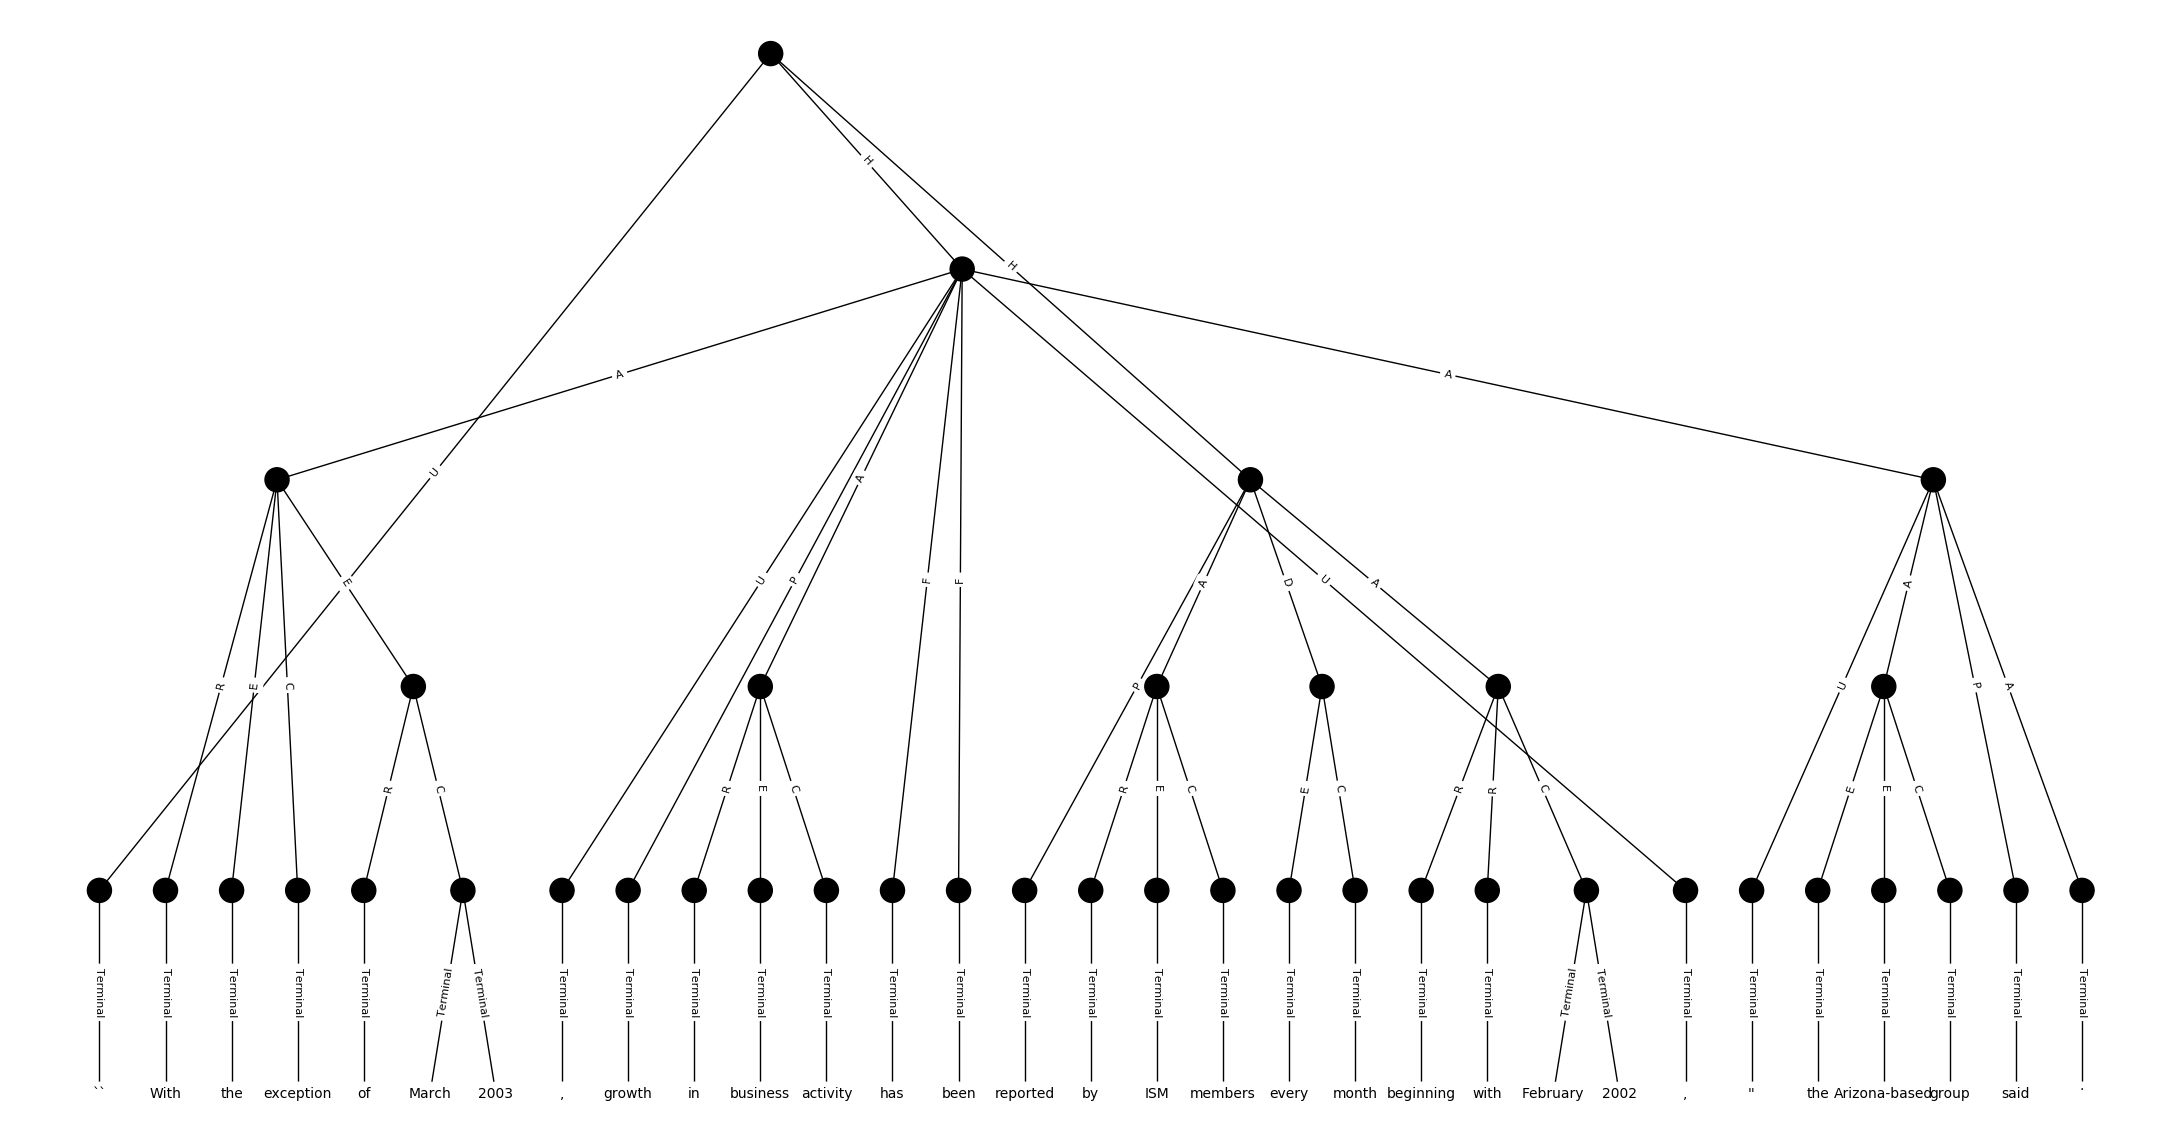 H
H
A
A
U
A
U
P
F
F
E
A
D
U
A
A
R
E
C
P
U
P
A
R
C
R
E
C
R
E
C
E
C
R
R
C
E
E
C
Terminal Terminal Terminal Terminal Terminal Terminal Terminal Terminal Terminal Terminal Terminal Terminal Terminal Terminal Terminal Terminal Terminal Terminal Terminal Terminal Terminal Terminal Terminal Terminal Terminal Terminal Terminal Terminal Terminal Terminal Terminal
`` With the exception of March 2003 , growth in business activity has been reported by ISM members every month beginning with February 2002 , " the Arizona-based group said .